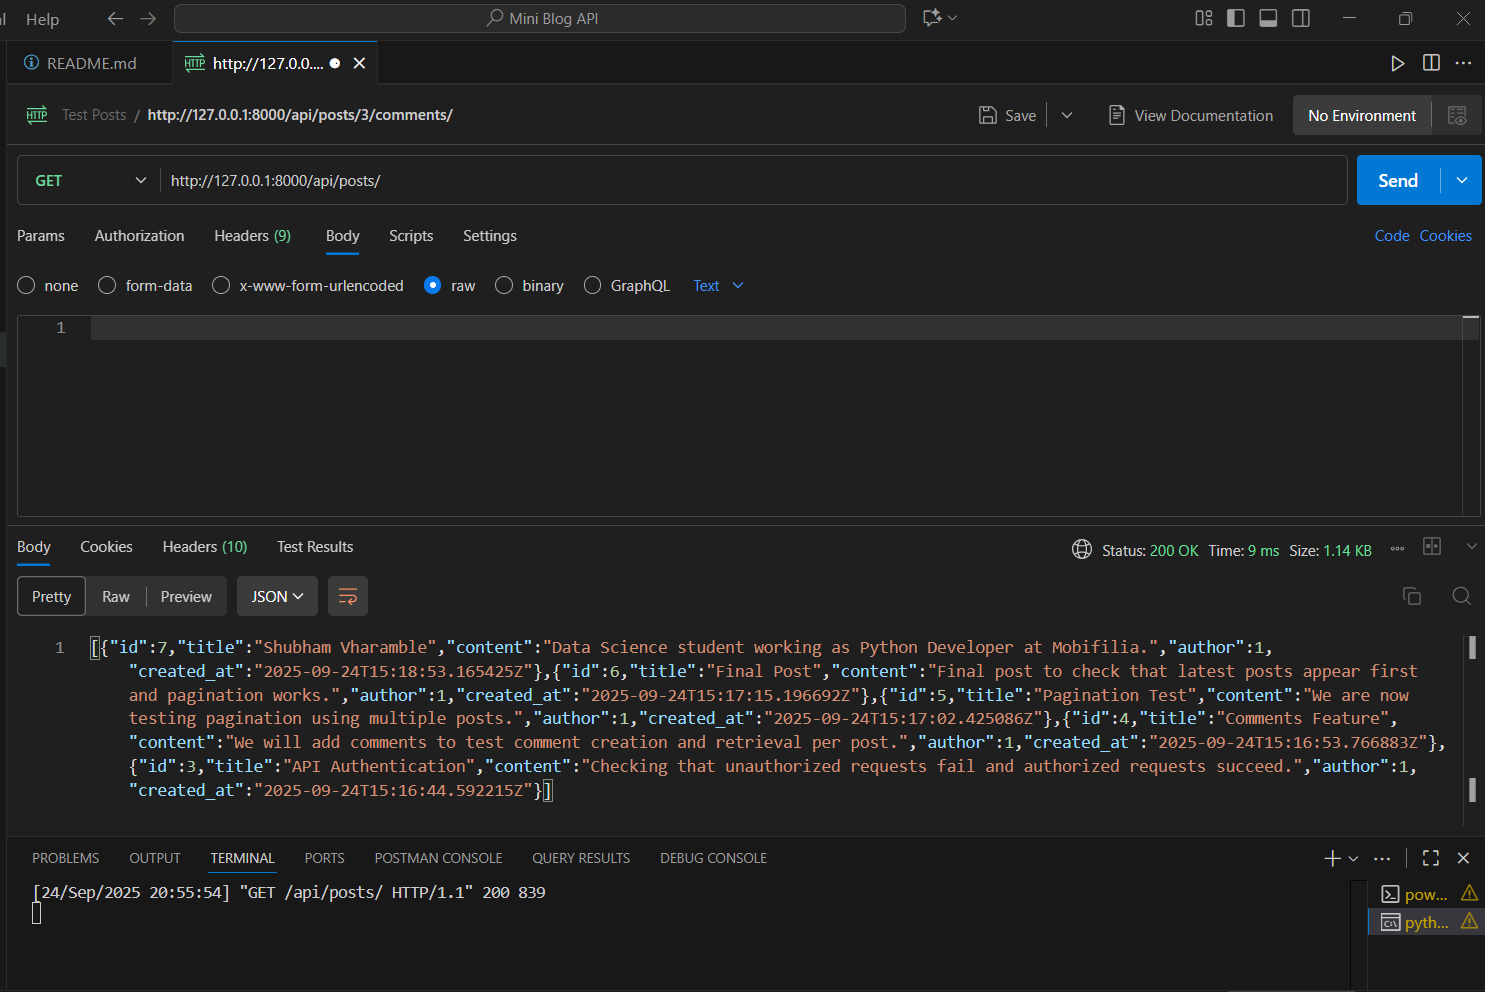 Help
Mini Blog API
README.md
http://127.0.0....
HTTP
Test Posts / http://127.0.0.1:8000/api/posts/3/comments/
Save
View Documentation
No Environment
GET
http://127.0.0.1:8000/api/posts/
Send
Params Authorization Headers (9) Body Scripts Settings
Code Cookies
none form-data x-www-form-urlencoded raw binary GraphQL Text
1
Body Cookies Headers (10) Test Results
Status: 200 OK Time: 9 ms Size: 1.14 KB
Pretty Raw Preview JSON
1 [{"id":7,"title":"Shubham Vharamble","content":"Data Science student working as Python Developer at Mobifilia.","author":1,
"created_at":"2025-09-24T15:18:53.165425Z"},{"id":6,"title":"Final Post","content":"Final post to check that latest posts appear first
and pagination works.","author":1,"created_at":"2025-09-24T15:17:15.196692Z"},{"id":5,"title":"Pagination Test","content":"We are now
testing pagination using multiple posts.","author":1,"created_at":"2025-09-24T15:17:02.425086Z"},{"id":4,"title":"Comments Feature",
"content":"We will add comments to test comment creation and retrieval per post.","author":1,"created_at":"2025-09-24T15:16:53.766883Z"},
{"id":3,"title":"API Authentication","content":"Checking that unauthorized requests fail and authorized requests succeed.","author":1,
"created_at":"2025-09-24T15:16:44.592215Z"}]
PROBLEMS OUTPUT TERMINAL PORTS POSTMAN CONSOLE QUERY RESULTS DEBUG CONSOLE
[24/Sep/2025 20:55:54] "GET /api/posts/ HTTP/1.1" 200 839
pow...
pyth...